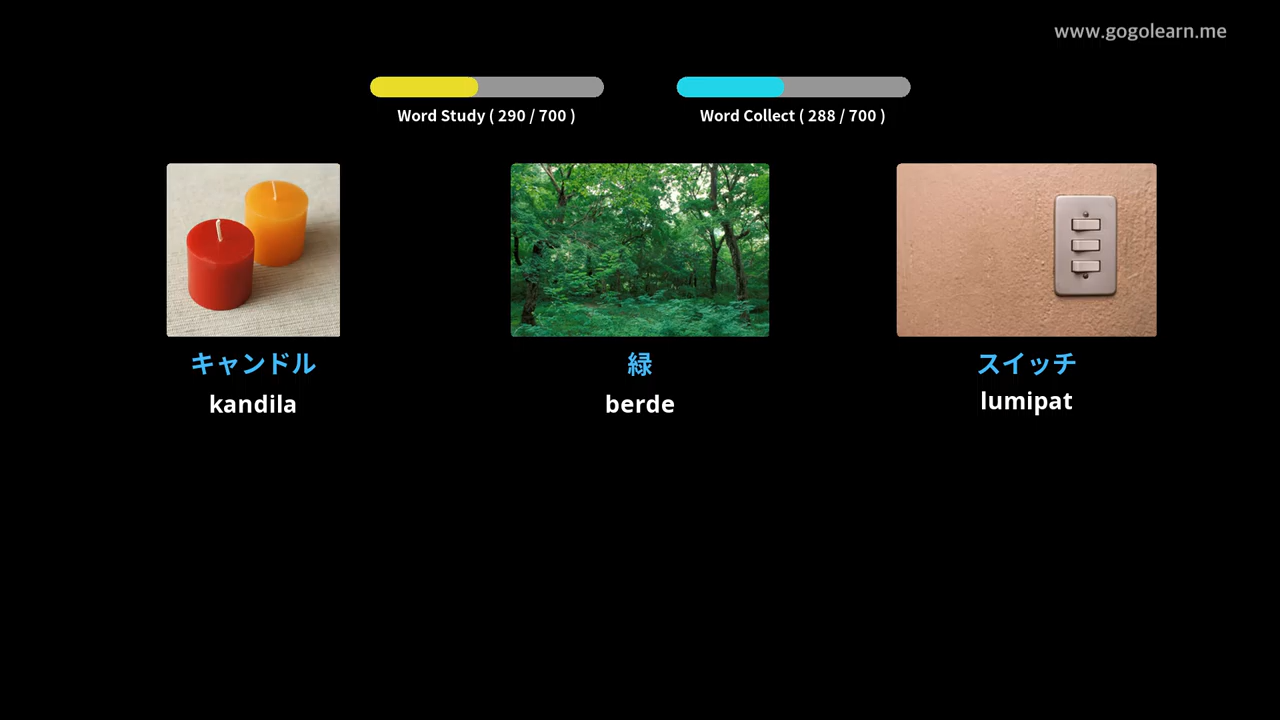 www.gogolearn.me
Word Study ( 290 / 700 )
Word Collect ( 288 / 700 )
キャンドル
kandila
緑
berde
スイッチ
lumipat